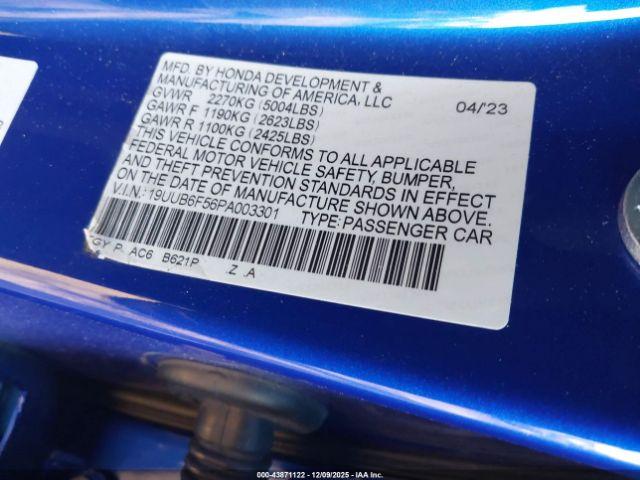 MFD. BY HONDA DEVELOPMENT &
MANUFACTURING OF AMERICA, LLC
GVWR 2270KG (5004LBS) 04/'23
GAWR F 1190KG (2623LBS)
GAWR R 1100KG (2425LBS)
THIS VEHICLE CONFORMS TO ALL APPLICABLE
FEDERAL MOTOR VEHICLE SAFETY, BUMPER,
AND THEFT PREVENTION STANDARDS IN EFFECT
ON THE DATE OF MANUFACTURE SHOWN ABOVE.
V.I.N.: 19UUB6F56PA003301 TYPE: PASSENGER CAR
GY P. AC6 B621P .Z .A
000-43871122 - 12/09/2025 - IAAI, Inc.